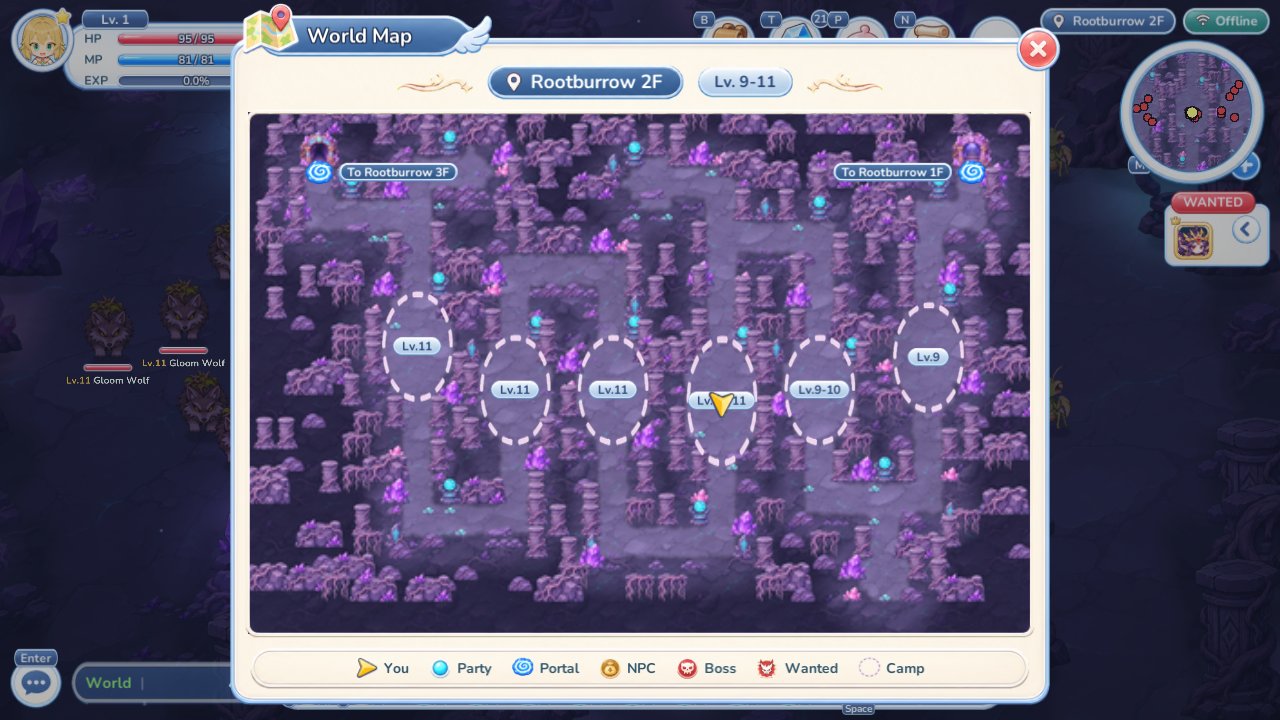 Lv. 1
HP 95/95
MP 81/81
EXP 0.0%
World Map
B
T
21
P
N
Rootburrow 2F
Offline
Rootburrow 2F
Lv. 9-11
To Rootburrow 3F
To Rootburrow 1F
M
WANTED
Lv.11
Lv.11
Lv.11
Lv. 11
Lv.9-10
Lv.9
Lv.11 Gloom Wolf
Lv.11 Gloom Wolf
Enter
World
You
Party
Portal
NPC
Boss
Wanted
Camp
Space